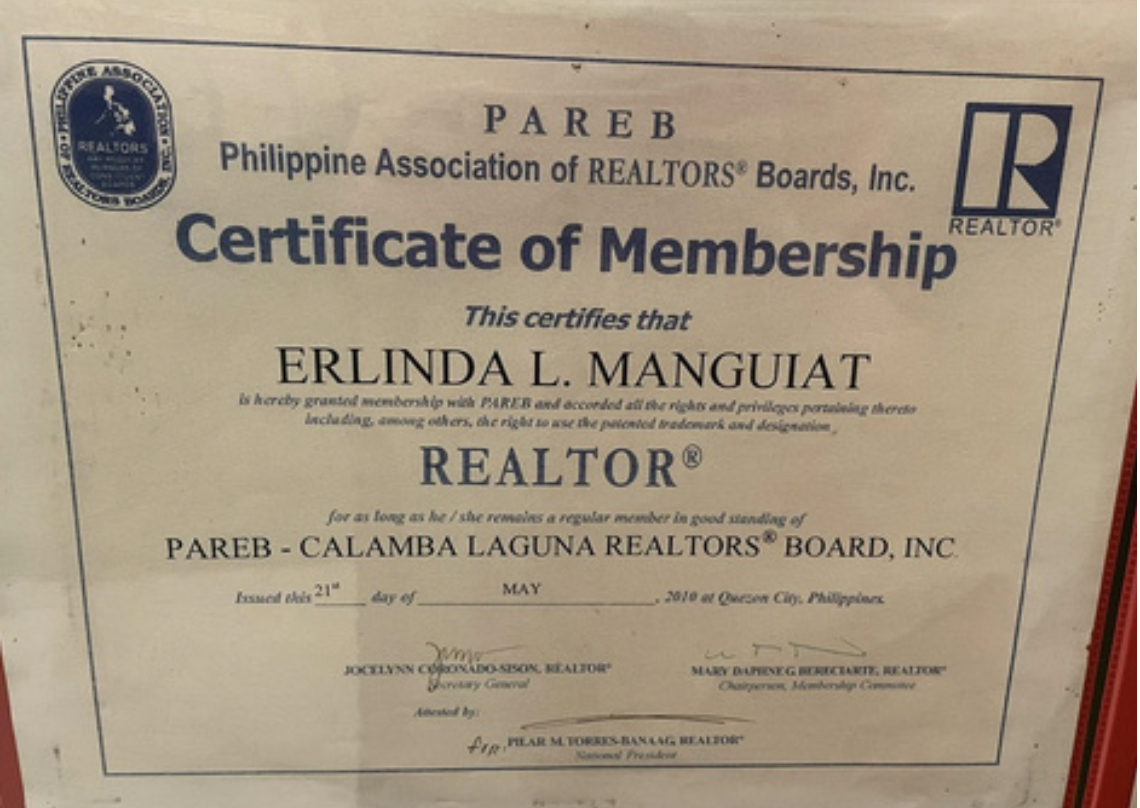 PHILIPPINE ASSOCIATION OF REALTORS BOARDS, INC.
REALTORS
PAREB
Philippine Association of REALTORS® Boards, Inc.
REALTOR®
Certificate of Membership
This certifies that
ERLINDA L. MANGUIAT
is hereby granted membership with PAREB and accorded all the rights and privileges pertaining thereto
including, among others, the right to use the patented trademark and designation
REALTOR®
for as long as he / she remains a regular member in good standing of
PAREB - CALAMBA LAGUNA REALTORS® BOARD, INC.
Issued this 21st day of MAY, 2010 at Quezon City, Philippines.
JOCELYNN CORONADO-SISON, REALTOR®
Secretary General
MARY DAPHNE G BERECIARTE, REALTOR®
Chairperson, Membership Committee
Attested by:
for. PILAR M. TORRES-BANAAG, REALTOR®
National President